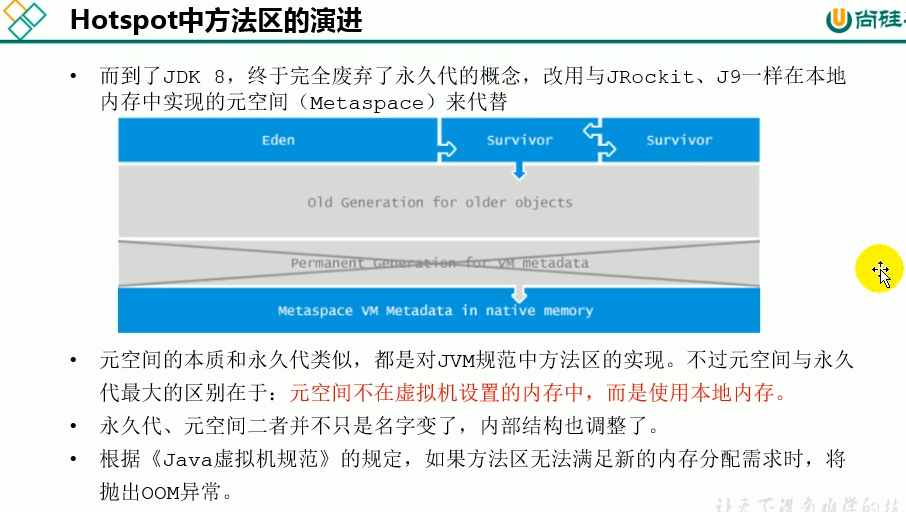 Hotspot中方法区的演进
尚硅
• 而到了JDK 8，终于完全废弃了永久代的概念，改用与JRockit、J9一样在本地
内存中实现的元空间（Metaspace）来代替
Eden
Survivor
Survivor
Old Generation for older objects
Permanent Generation for VM metadata
Metaspace VM Metadata in native memory
• 元空间的本质和永久代类似，都是对JVM规范中方法区的实现。不过元空间与永久
代最大的区别在于：元空间不在虚拟机设置的内存中，而是使用本地内存。
• 永久代、元空间二者并不只是名字变了，内部结构也调整了。
• 根据《Java虚拟机规范》的规定，如果方法区无法满足新的内存分配需求时，将
抛出OOM异常。